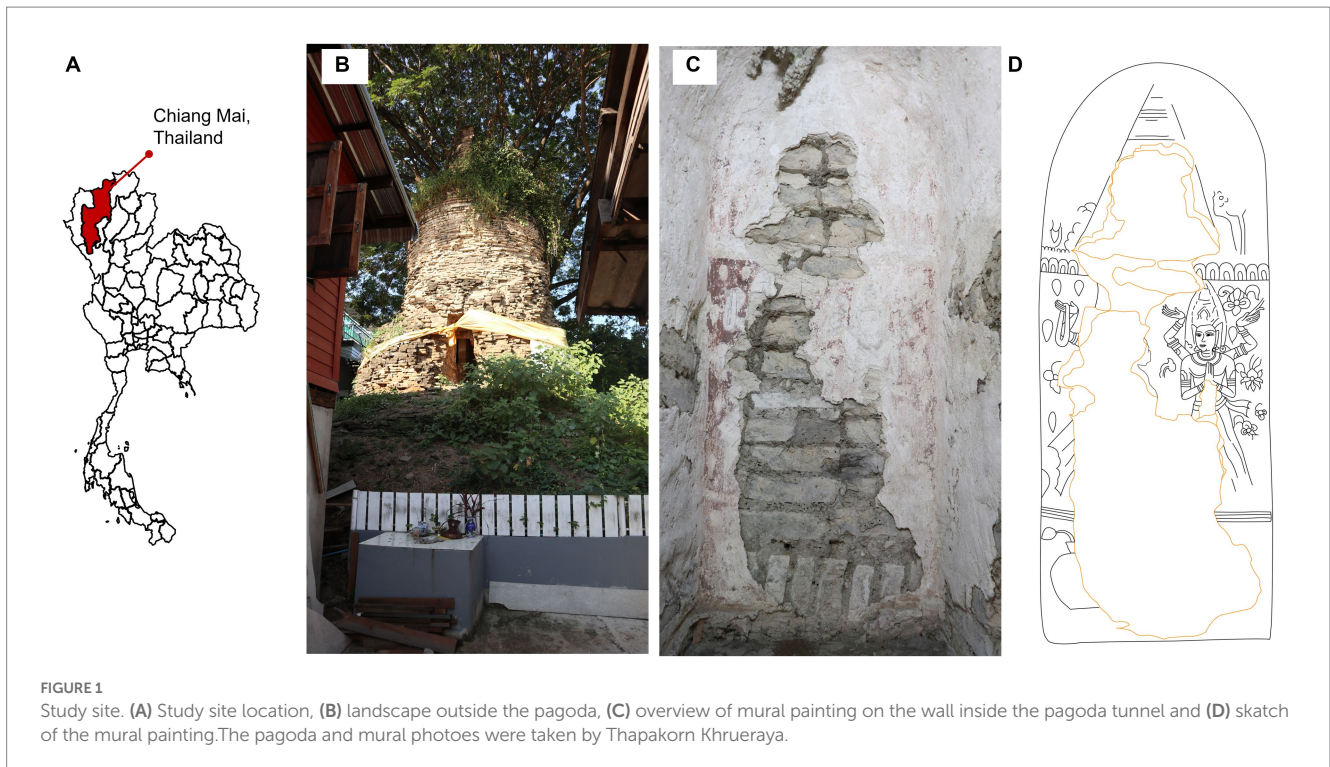 A
Chiang Mai,
Thailand
B
C
D
FIGURE 1
Study site. (A) Study site location, (B) landscape outside the pagoda, (C) overview of mural painting on the wall inside the pagoda tunnel and (D) skatch
of the mural painting.The pagoda and mural photoes were taken by Thapakorn Khrueraya.